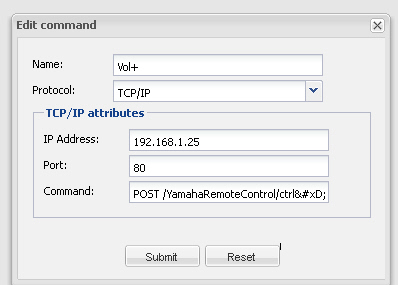 Edit command
Name: Vol+
Protocol: TCP/IP
TCP/IP attributes
IP Address: 192.168.1.25
Port: 80
Command: POST /YamahaRemoteControl/ctrl&#xD;
Submit Reset